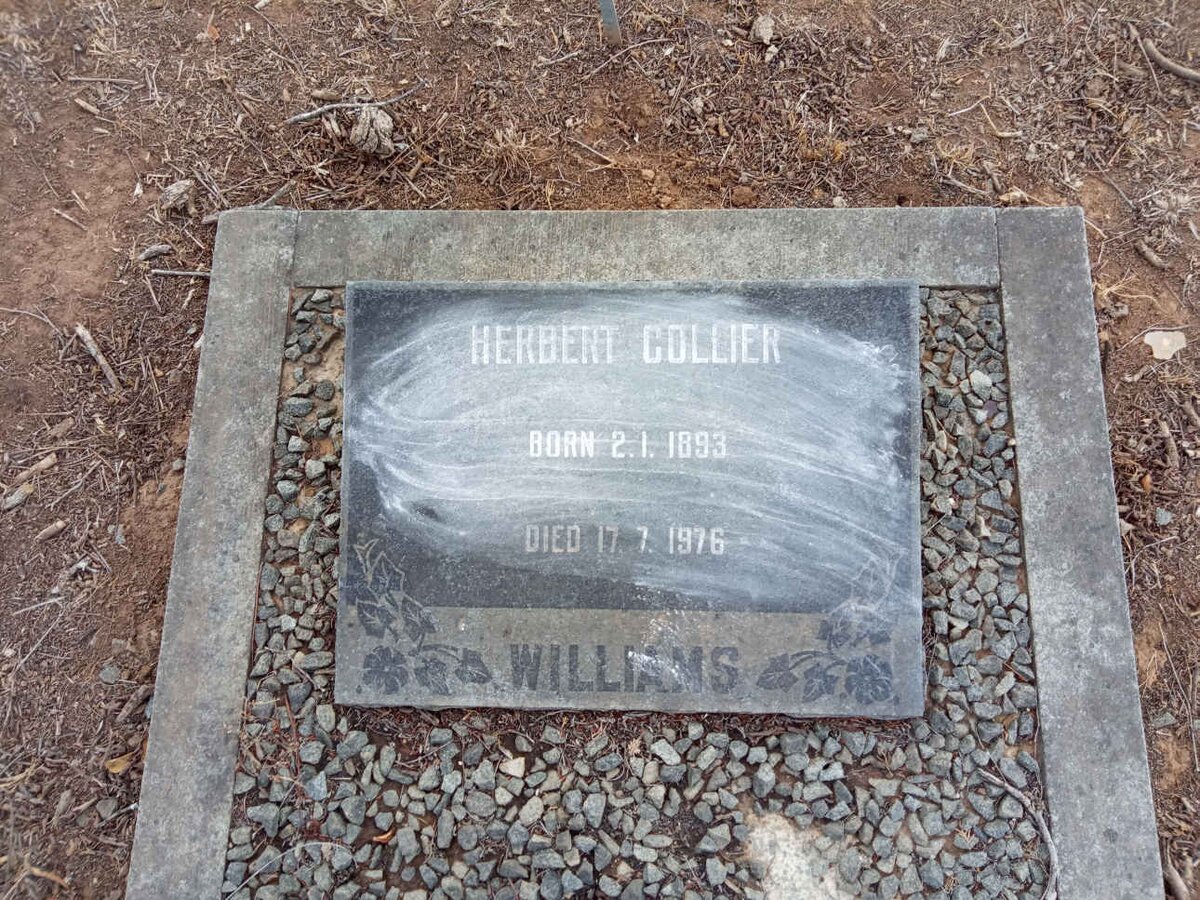 HERBERT COLLIER
BORN 2.1.1893
DIED 17.7.1976
WILLIAMS